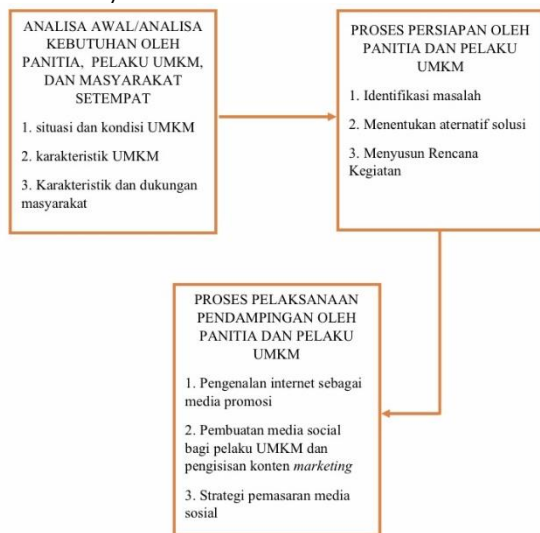 ANALISA AWAL/ANALISA
KEBUTUHAN OLEH
PANITIA, PELAKU UMKM,
DAN MASYARAKAT
SETEMPAT
1. situasi dan kondisi UMKM
2. karakteristik UMKM
3. Karakteristik dan dukungan
masyarakat
PROSES PERSIAPAN OLEH
PANITIA DAN PELAKU
UMKM
1. Identifikasi masalah
2. Menentukan aternatif solusi
3. Menyusun Rencana
Kegiatan
PROSES PELAKSANAAN
PENDAMPINGAN OLEH
PANITIA DAN PELAKU
UMKM
1. Pengenalan internet sebagai
media promosi
2. Pembuatan media social
bagi pelaku UMKM dan
pengisisan konten marketing
3. Strategi pemasaran media
sosial